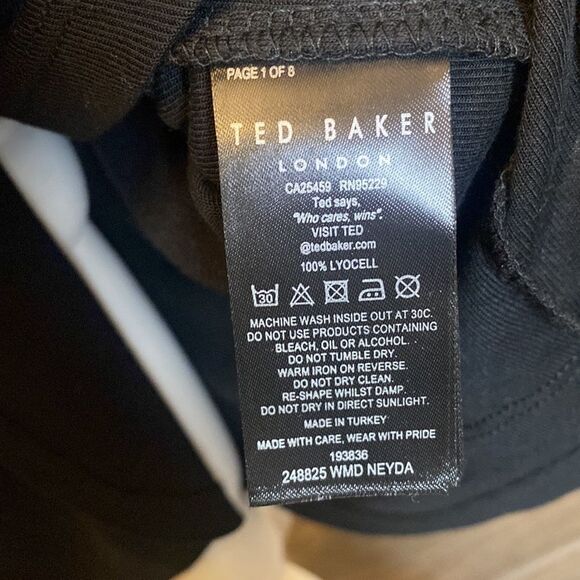 PAGE 1 OF 8
TED BAKER
LONDON
CA25459 RN95229
Ted says,
"Who cares, wins".
VISIT TED
@tedbaker.com
100% LYOCELL
30
MACHINE WASH INSIDE OUT AT 30C.
DO NOT USE PRODUCTS CONTAINING
BLEACH, OIL OR ALCOHOL.
DO NOT TUMBLE DRY.
WARM IRON ON REVERSE.
DO NOT DRY CLEAN.
RE-SHAPE WHILST DAMP.
DO NOT DRY IN DIRECT SUNLIGHT.
MADE IN TURKEY
MADE WITH CARE, WEAR WITH PRIDE
193836
248825 WMD NEYDA